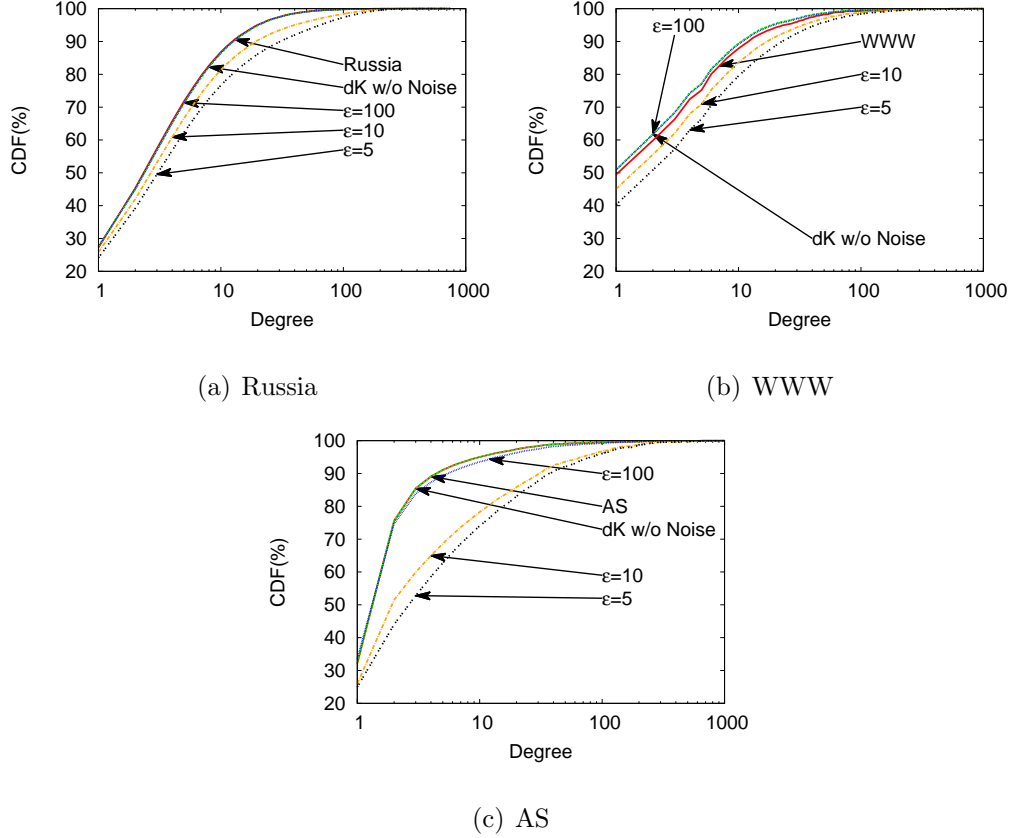 100
90
80
70
60
50
40
30
20
CDF(%)
1
10
100
1000
Degree
Russia
dK w/o Noise
ε=100
ε=10
ε=5
(a) Russia
100
90
80
70
60
50
40
30
20
CDF(%)
1
10
100
1000
Degree
ε=100
WWW
ε=10
ε=5
dK w/o Noise
(b) WWW
100
90
80
70
60
50
40
30
20
CDF(%)
1
10
100
1000
Degree
ε=100
AS
dK w/o Noise
ε=10
ε=5
(c) AS